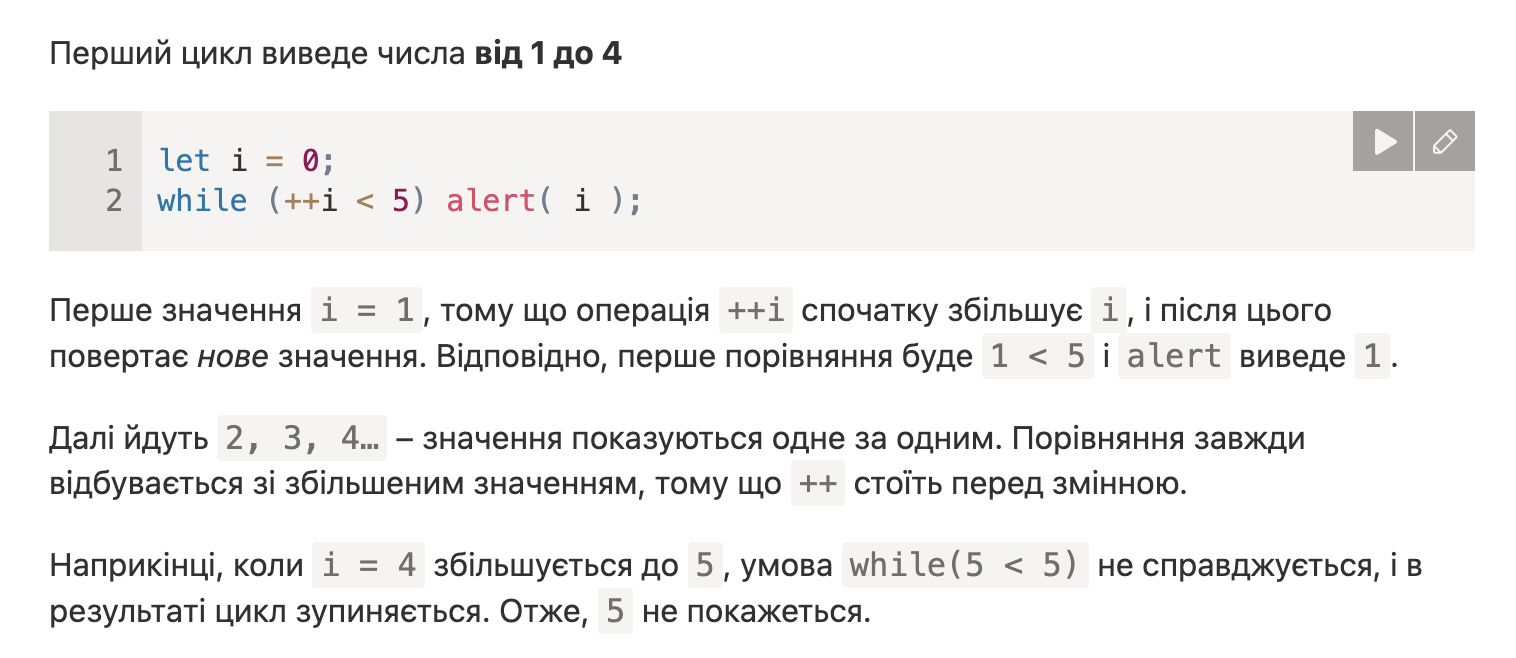 Перший цикл виведе числа від 1 до 4
1 let i = 0;
2 while (++i < 5) alert( i );
Перше значення i = 1, тому що операція ++i спочатку збільшує i, і після цього
повертає нове значення. Відповідно, перше порівняння буде 1 < 5 і alert виведе 1.
Далі йдуть 2, 3, 4… – значення показуються одне за одним. Порівняння завжди
відбувається зі збільшеним значенням, тому що ++ стоїть перед змінною.
Наприкінці, коли i = 4 збільшується до 5, умова while(5 < 5) не справджується, і в
результаті цикл зупиняється. Отже, 5 не покажеться.